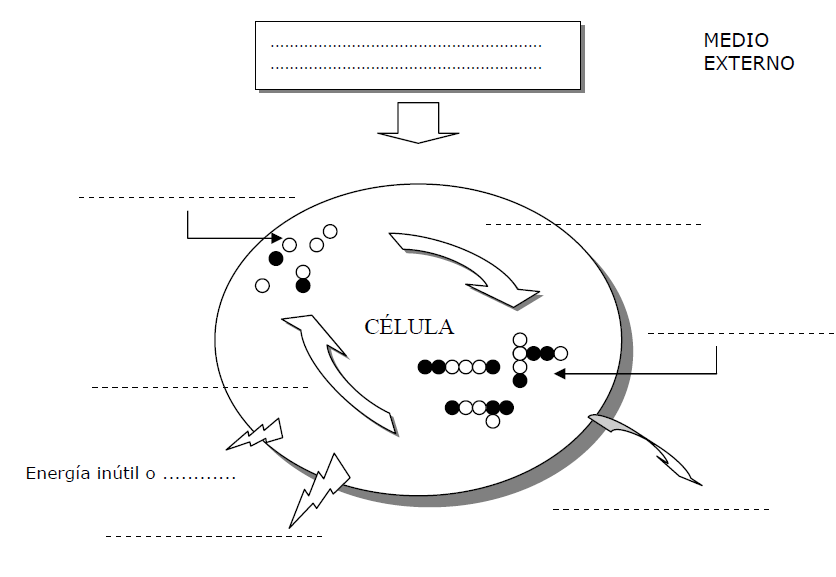 MEDIO
EXTERNO
CÉLULA
Energía inútil o ............